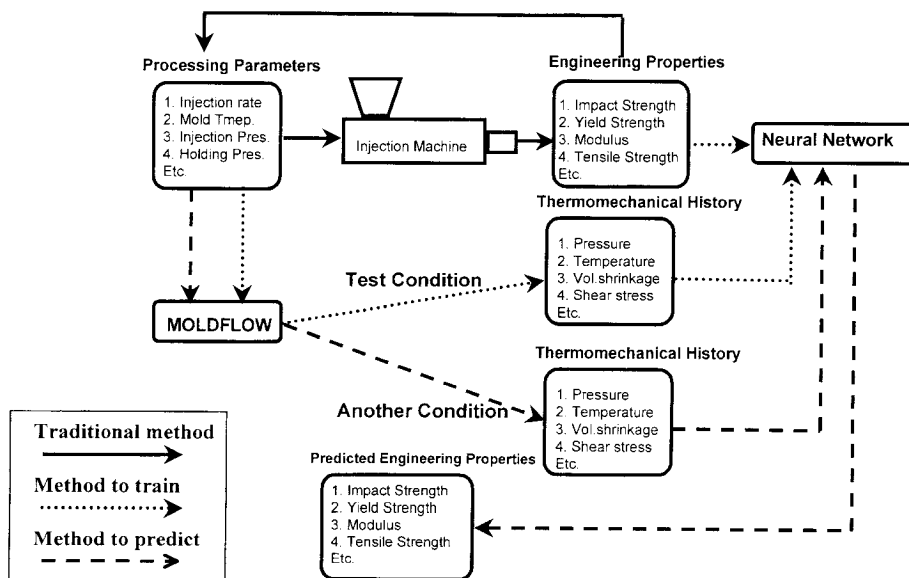 Processing Parameters
1. Injection rate
2. Mold Tmep.
3. Injection Pres.
4. Holding Pres.
Etc.
Injection Machine
Engineering Properties
1. Impact Strength
2. Yield Strength
3. Modulus
4. Tensile Strength
Etc.
Neural Network
Thermomechanical History
1. Pressure
2. Temperature
3. Vol.shrinkage
4. Shear stress
Etc.
Test Condition
MOLDFLOW
Another Condition
Thermomechanical History
1. Pressure
2. Temperature
3. Vol.shrinkage
4. Shear stress
Etc.
Predicted Engineering Properties
1. Impact Strength
2. Yield Strength
3. Modulus
4. Tensile Strength
Etc.
Traditional method
Method to train
Method to predict